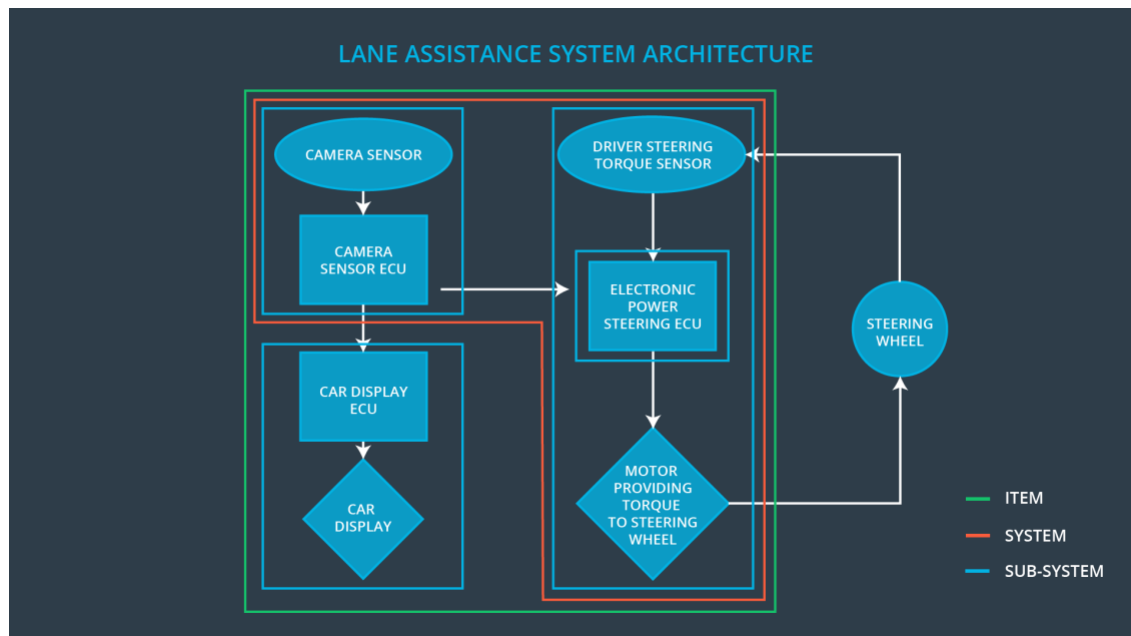 LANE ASSISTANCE SYSTEM ARCHITECTURE
CAMERA SENSOR
CAMERA
SENSOR ECU
CAR DISPLAY
ECU
CAR
DISPLAY
DRIVER STEERING
TORQUE SENSOR
ELECTRONIC
POWER
STEERING ECU
MOTOR
PROVIDING
TORQUE
TO STEERING
WHEEL
STEERING
WHEEL
ITEM
SYSTEM
SUB-SYSTEM